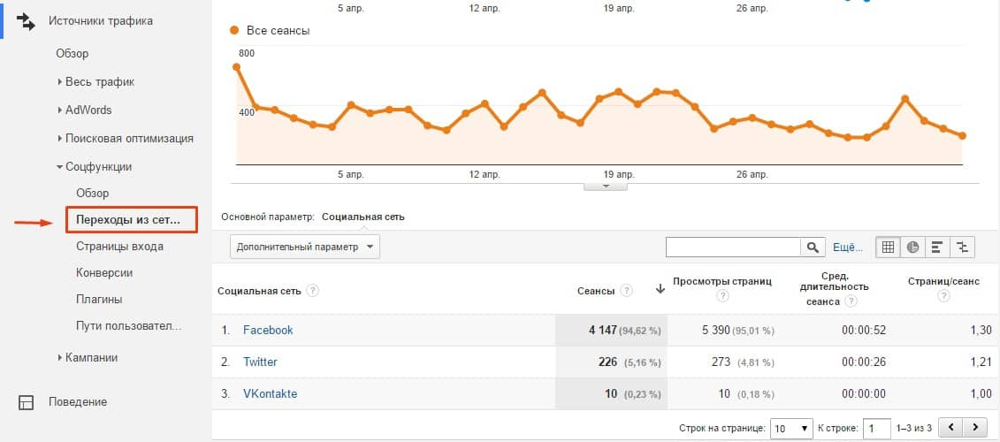 5 апр.
12 апр.
19 апр.
26 апр.
Источники трафика
Обзор
Весь трафик
AdWords
Поисковая оптимизация
Соцфункции
Обзор
Переходы из сет...
Страницы входа
Конверсии
Плагины
Пути пользовател...
Кампании
Поведение
Все сеансы
800
400
5 апр.
12 апр.
19 апр.
26 апр.
Основной параметр: Социальная сеть
Дополнительный параметр
Ещё...
Социальная сеть ?
Сеансы ?
Просмотры страниц ?
Сред. длительность сеанса ?
Страниц/сеанс ?
1. Facebook 4 147 (94,62 %) 5 390 (95,01 %) 00:00:52 1,30
2. Twitter 226 (5,16 %) 273 (4,81 %) 00:00:26 1,21
3. VKontakte 10 (0,23 %) 10 (0,18 %) 00:00:00 1,00
Строк на странице: 10 К строке: 1 1–3 из 3